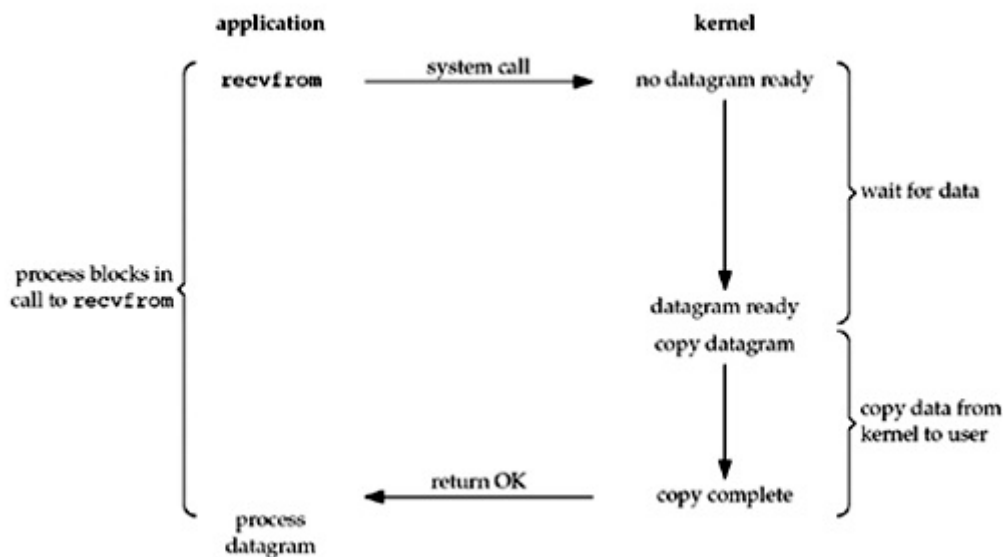 application
kernel
recvfrom
system call
no datagram ready
wait for data
process blocks in
call to recvfrom
datagram ready
copy datagram
copy data from
kernel to user
return OK
copy complete
process
datagram